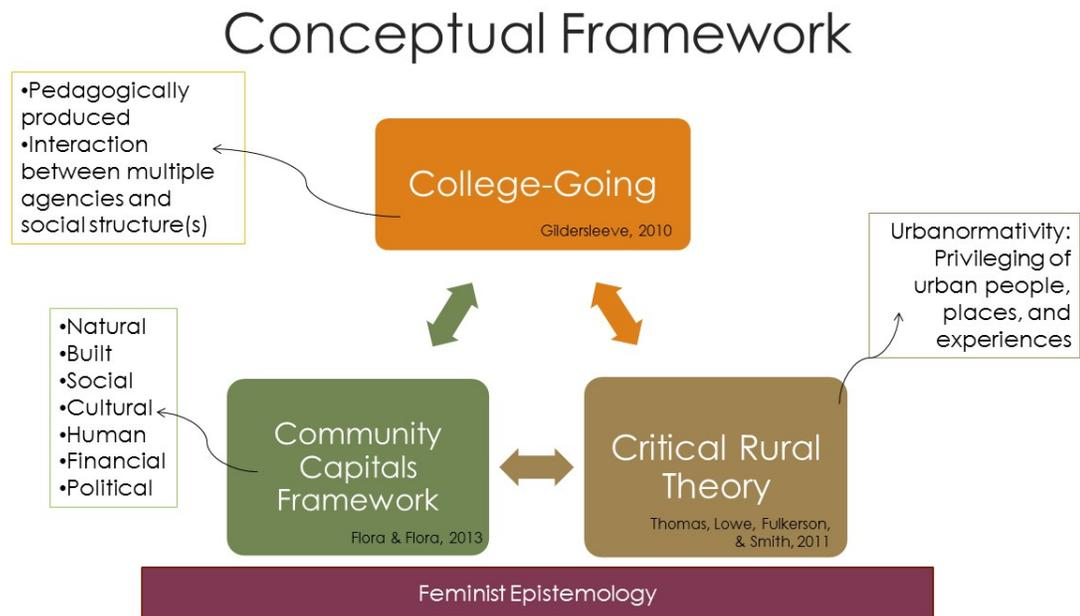 Conceptual Framework
•Pedagogically
produced
•Interaction
between multiple
agencies and
social structure(s)
College-Going
Gildersleeve, 2010
Urbanormativity:
Privileging of
urban people,
places, and
experiences
•Natural
•Built
•Social
•Cultural
•Human
•Financial
•Political
Community
Capitals
Framework
Flora & Flora, 2013
Critical Rural
Theory
Thomas, Lowe, Fulkerson,
& Smith, 2011
Feminist Epistemology